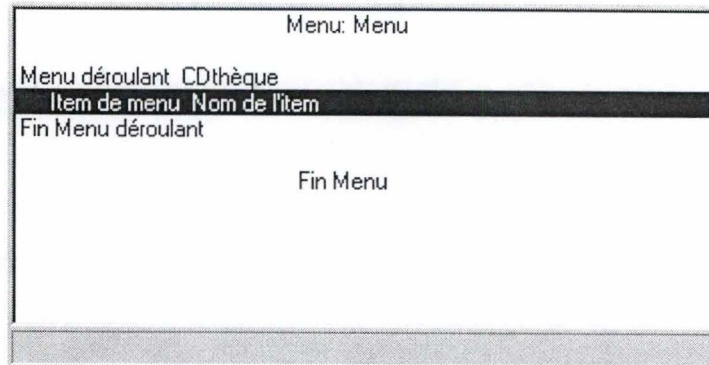 Menu: Menu
Menu déroulant CDthèque
Item de menu Nom de l'item
Fin Menu déroulant
Fin Menu